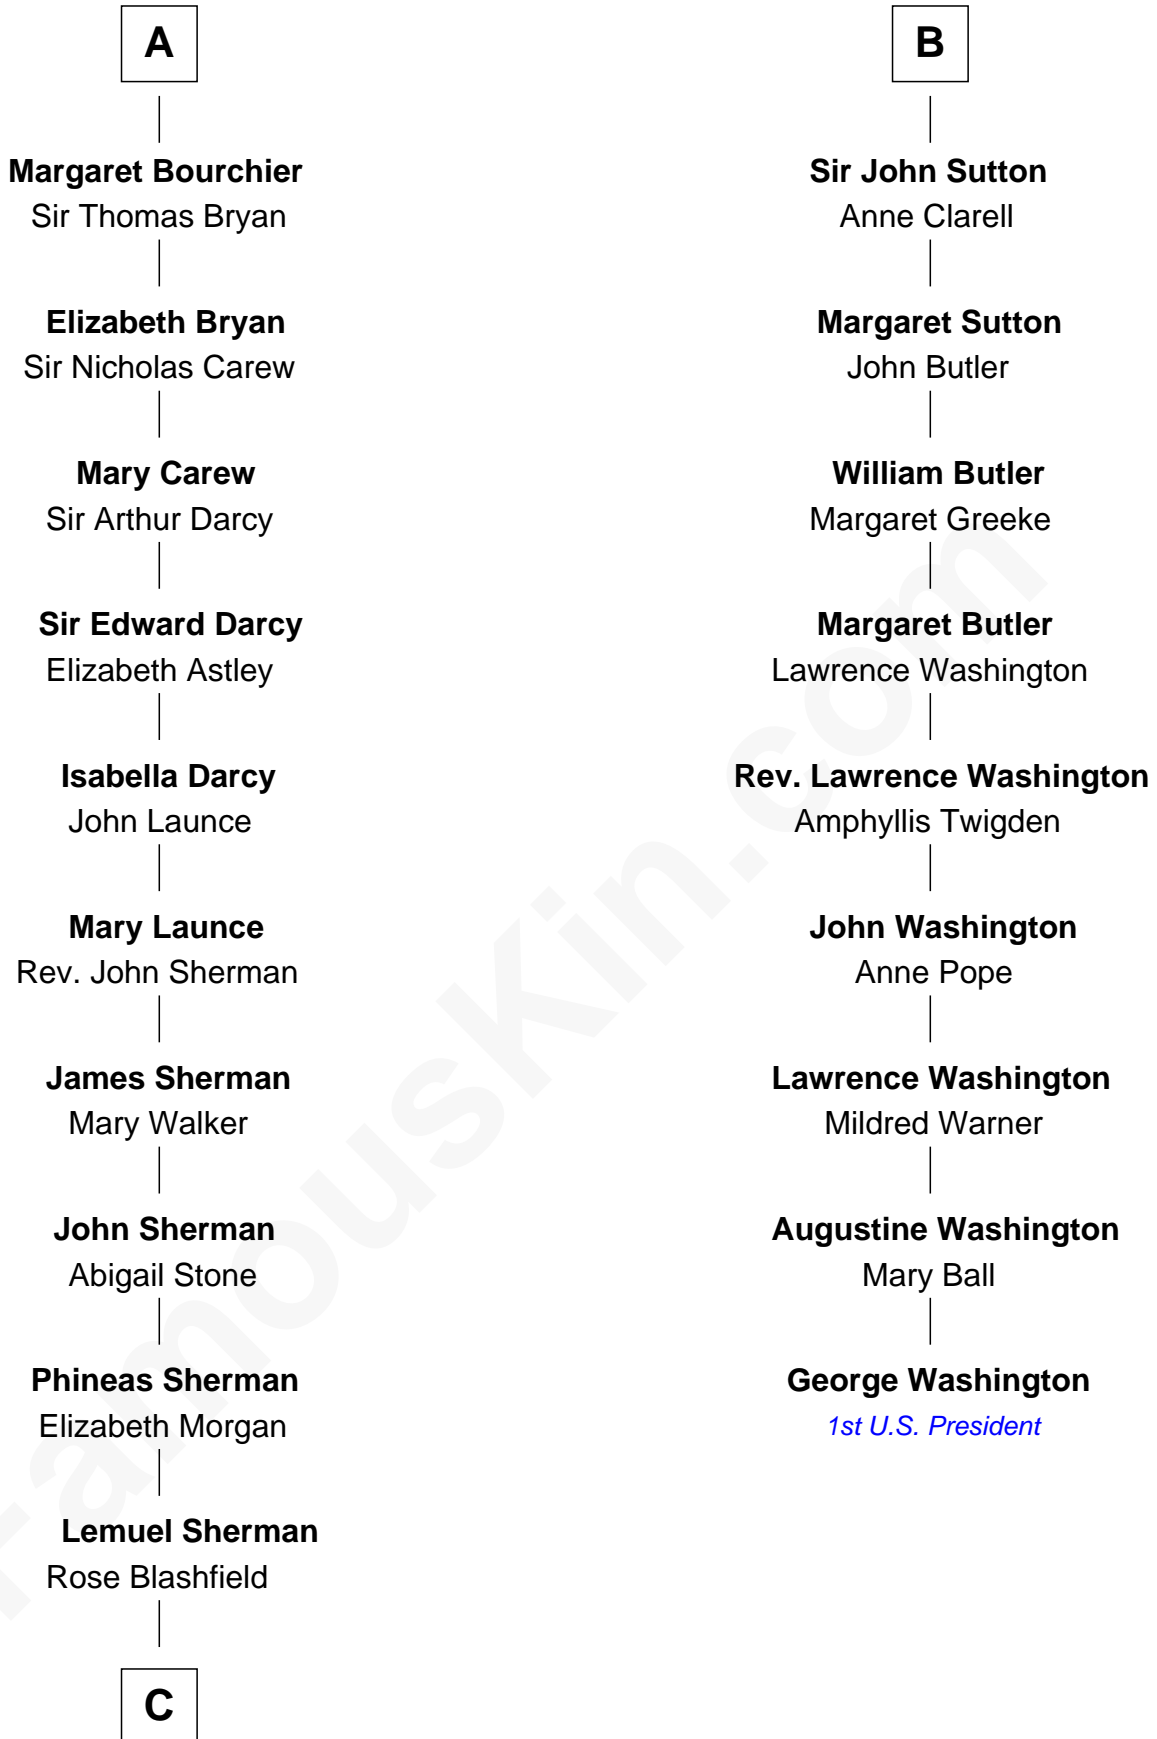 A
Margaret Bourchier
Sir Thomas Bryan
Elizabeth Bryan
Sir Nicholas Carew
Mary Carew
Sir Arthur Darcy
Sir Edward Darcy
Elizabeth Astley
Isabella Darcy
John Launce
Mary Launce
Rev. John Sherman
James Sherman
Mary Walker
John Sherman
Abigail Stone
Phineas Sherman
Elizabeth Morgan
Lemuel Sherman
Rose Blashfield
C
B
Sir John Sutton
Anne Clarell
Margaret Sutton
John Butler
William Butler
Margaret Greeke
Margaret Butler
Lawrence Washington
Rev. Lawrence Washington
Amphyllis Twigden
John Washington
Anne Pope
Lawrence Washington
Mildred Warner
Augustine Washington
Mary Ball
George Washington
1st U.S. President
FamousKin.com